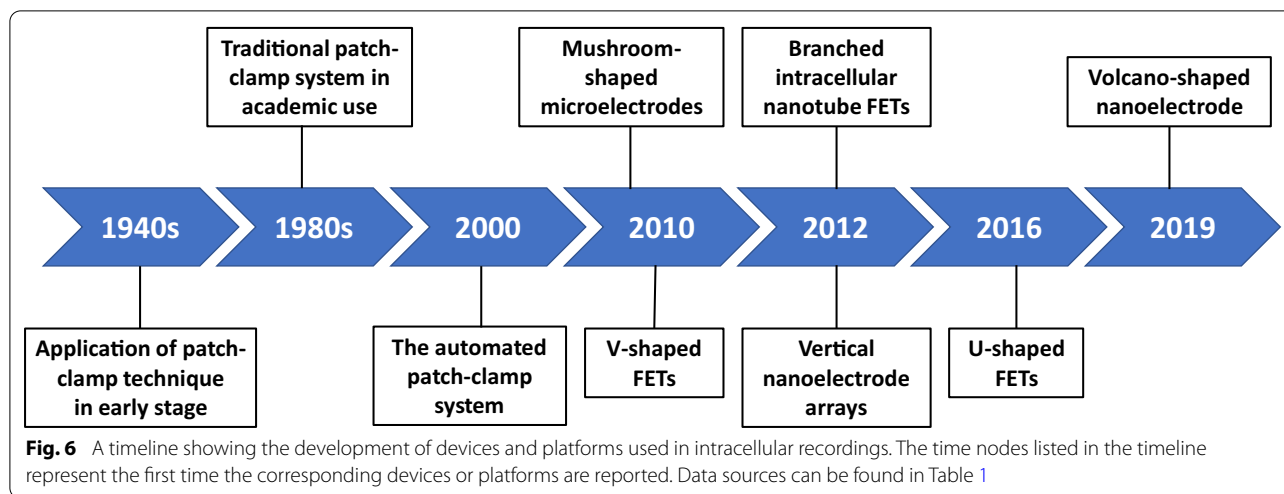 Traditional patch-
clamp system in
academic use
Mushroom-
shaped
microelectrodes
Branched
intracellular
nanotube FETs
Volcano-shaped
nanoelectrode
1940s
1980s
2000
2010
2012
2016
2019
Application of patch-
clamp technique
in early stage
The automated
patch-clamp
system
V-shaped
FETs
Vertical
nanoelectrode
arrays
U-shaped
FETs
Fig. 6 A timeline showing the development of devices and platforms used in intracellular recordings. The time nodes listed in the timeline
represent the first time the corresponding devices or platforms are reported. Data sources can be found in Table 1